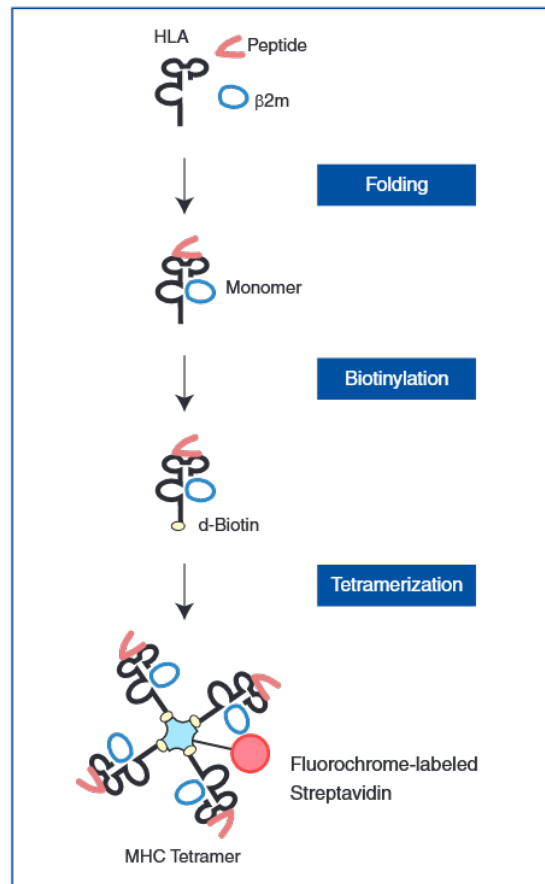 HLA
Peptide
β2m
Folding
Monomer
Biotinylation
d-Biotin
Tetramerization
Fluorochrome-labeled
Streptavidin
MHC Tetramer